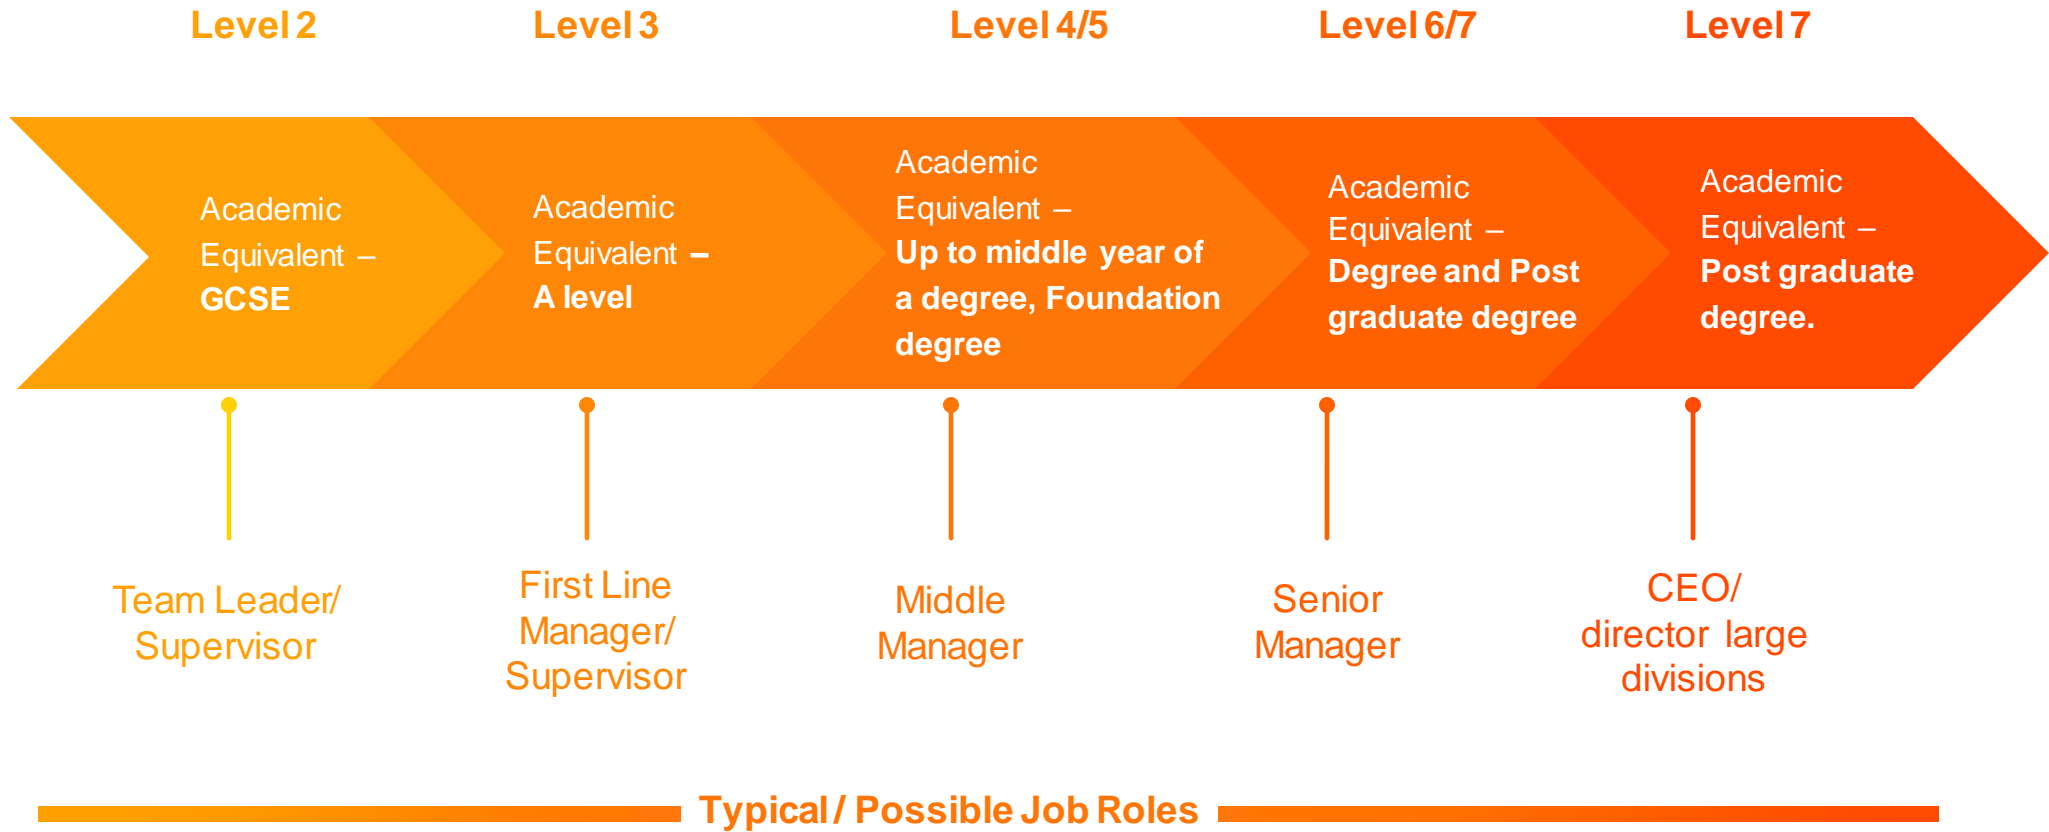 Level 2
Level 3
Level 4/5
Level 6/7
Level 7
Academic
Equivalent –
GCSE
Academic
Equivalent –
A level
Academic
Equivalent –
Up to middle year of
a degree, Foundation
degree
Academic
Equivalent –
Degree and Post
graduate degree
Academic
Equivalent –
Post graduate
degree.
Team Leader/
Supervisor
First Line
Manager/
Supervisor
Middle
Manager
Senior
Manager
CEO/
director large
divisions
Typical / Possible Job Roles